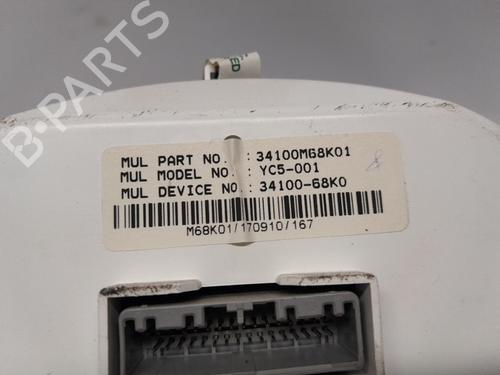 B-PARTS
MUL PART NO. : 34100M68K01
MUL MODEL NO.: YC5-001
MUL DEVICE NO.: 34100-68K0
M68K01/170910/167